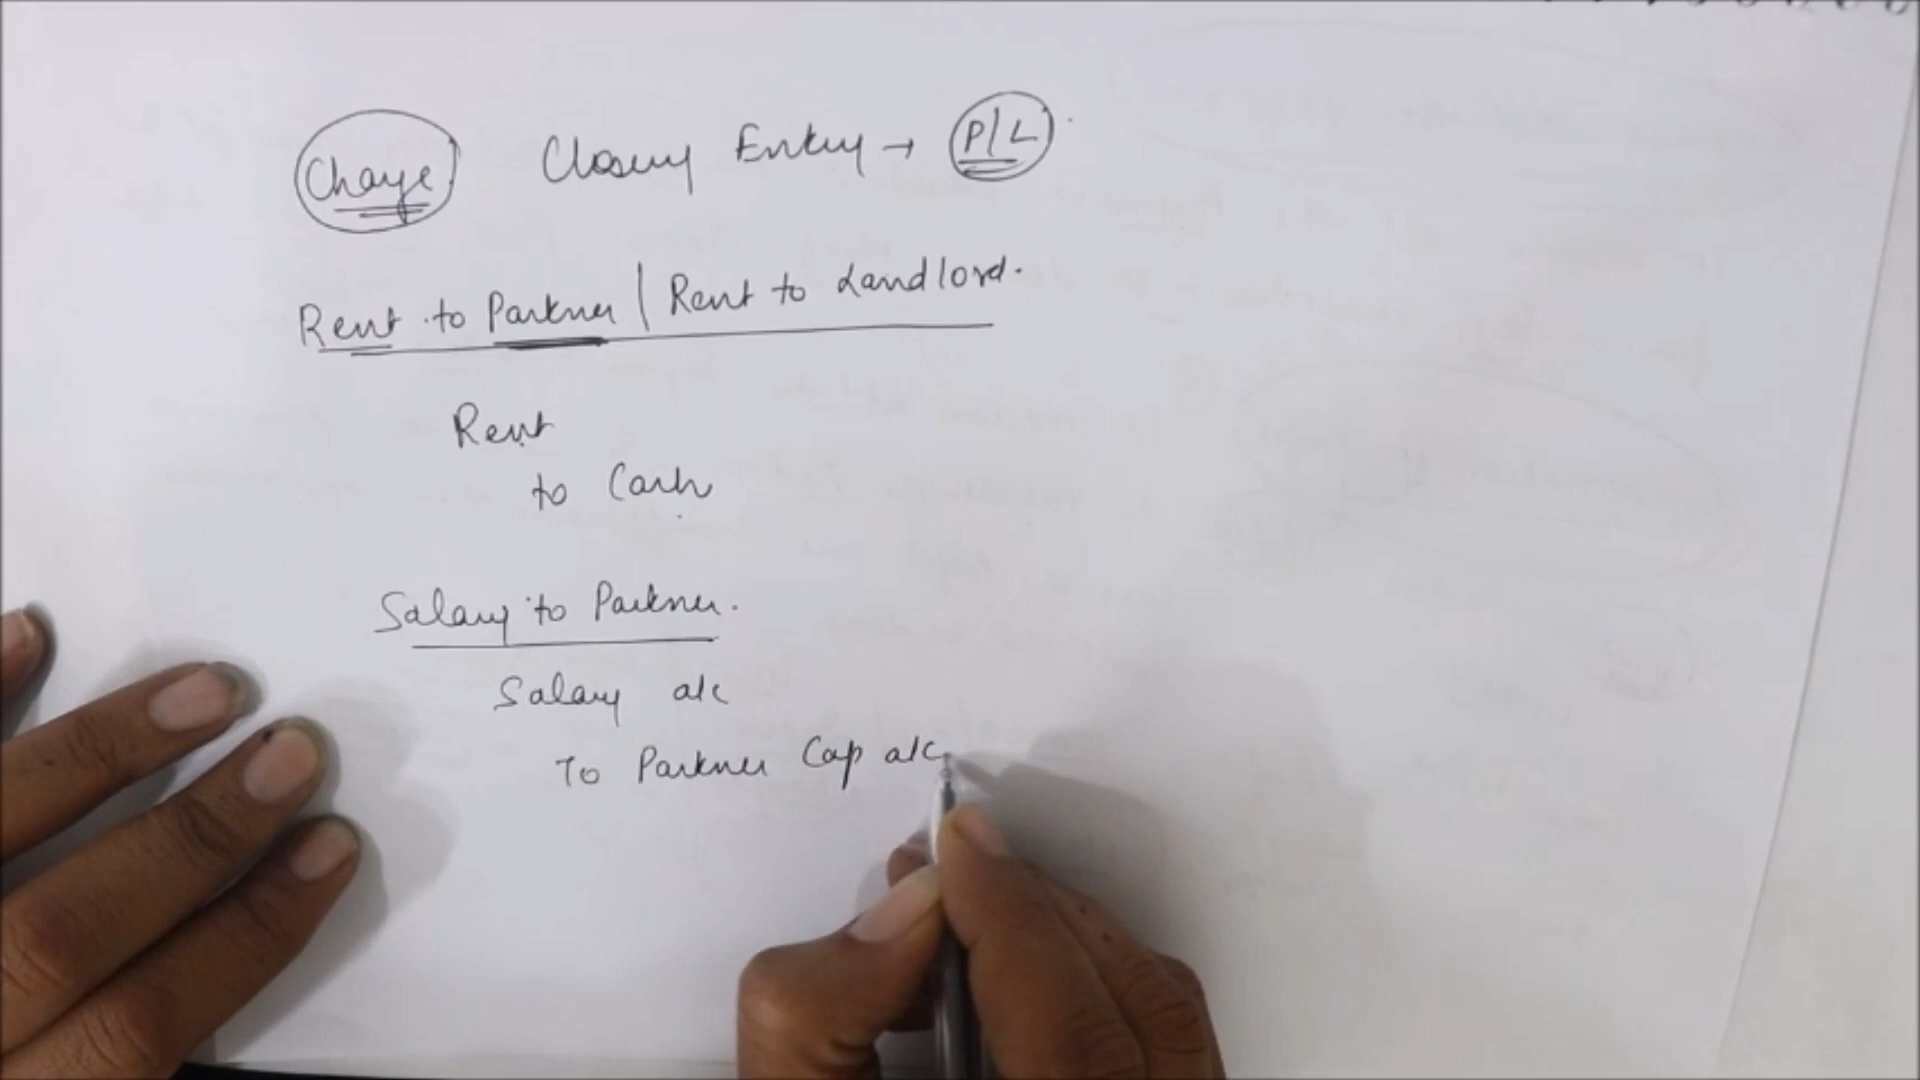 Charge Closing Entry → P/L
Rent to Partner | Rent to Landlord.
Rent
to Cash
Salary to Partner.
Salary a/c
To Partner Cap a/c